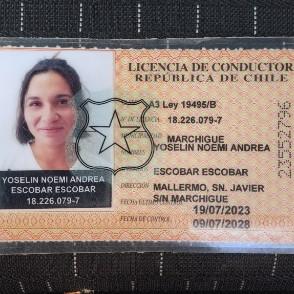 LICENCIA DE CONDUCTOR
REPÚBLICA DE CHILE
A3 Ley 19495/B
18.226.079-7
MUNICIPALIDAD MARCHIGUE
YOSELIN NOEMI ANDREA
ESCOBAR ESCOBAR
DIRECCIÓN MALLERMO, SN. JAVIER
S/N MARCHIGUE
19/07/2023
FECHA DE CONTROL 09/07/2028
YOSELIN NOEMI ANDREA
ESCOBAR ESCOBAR
18.226.079-7
23552796